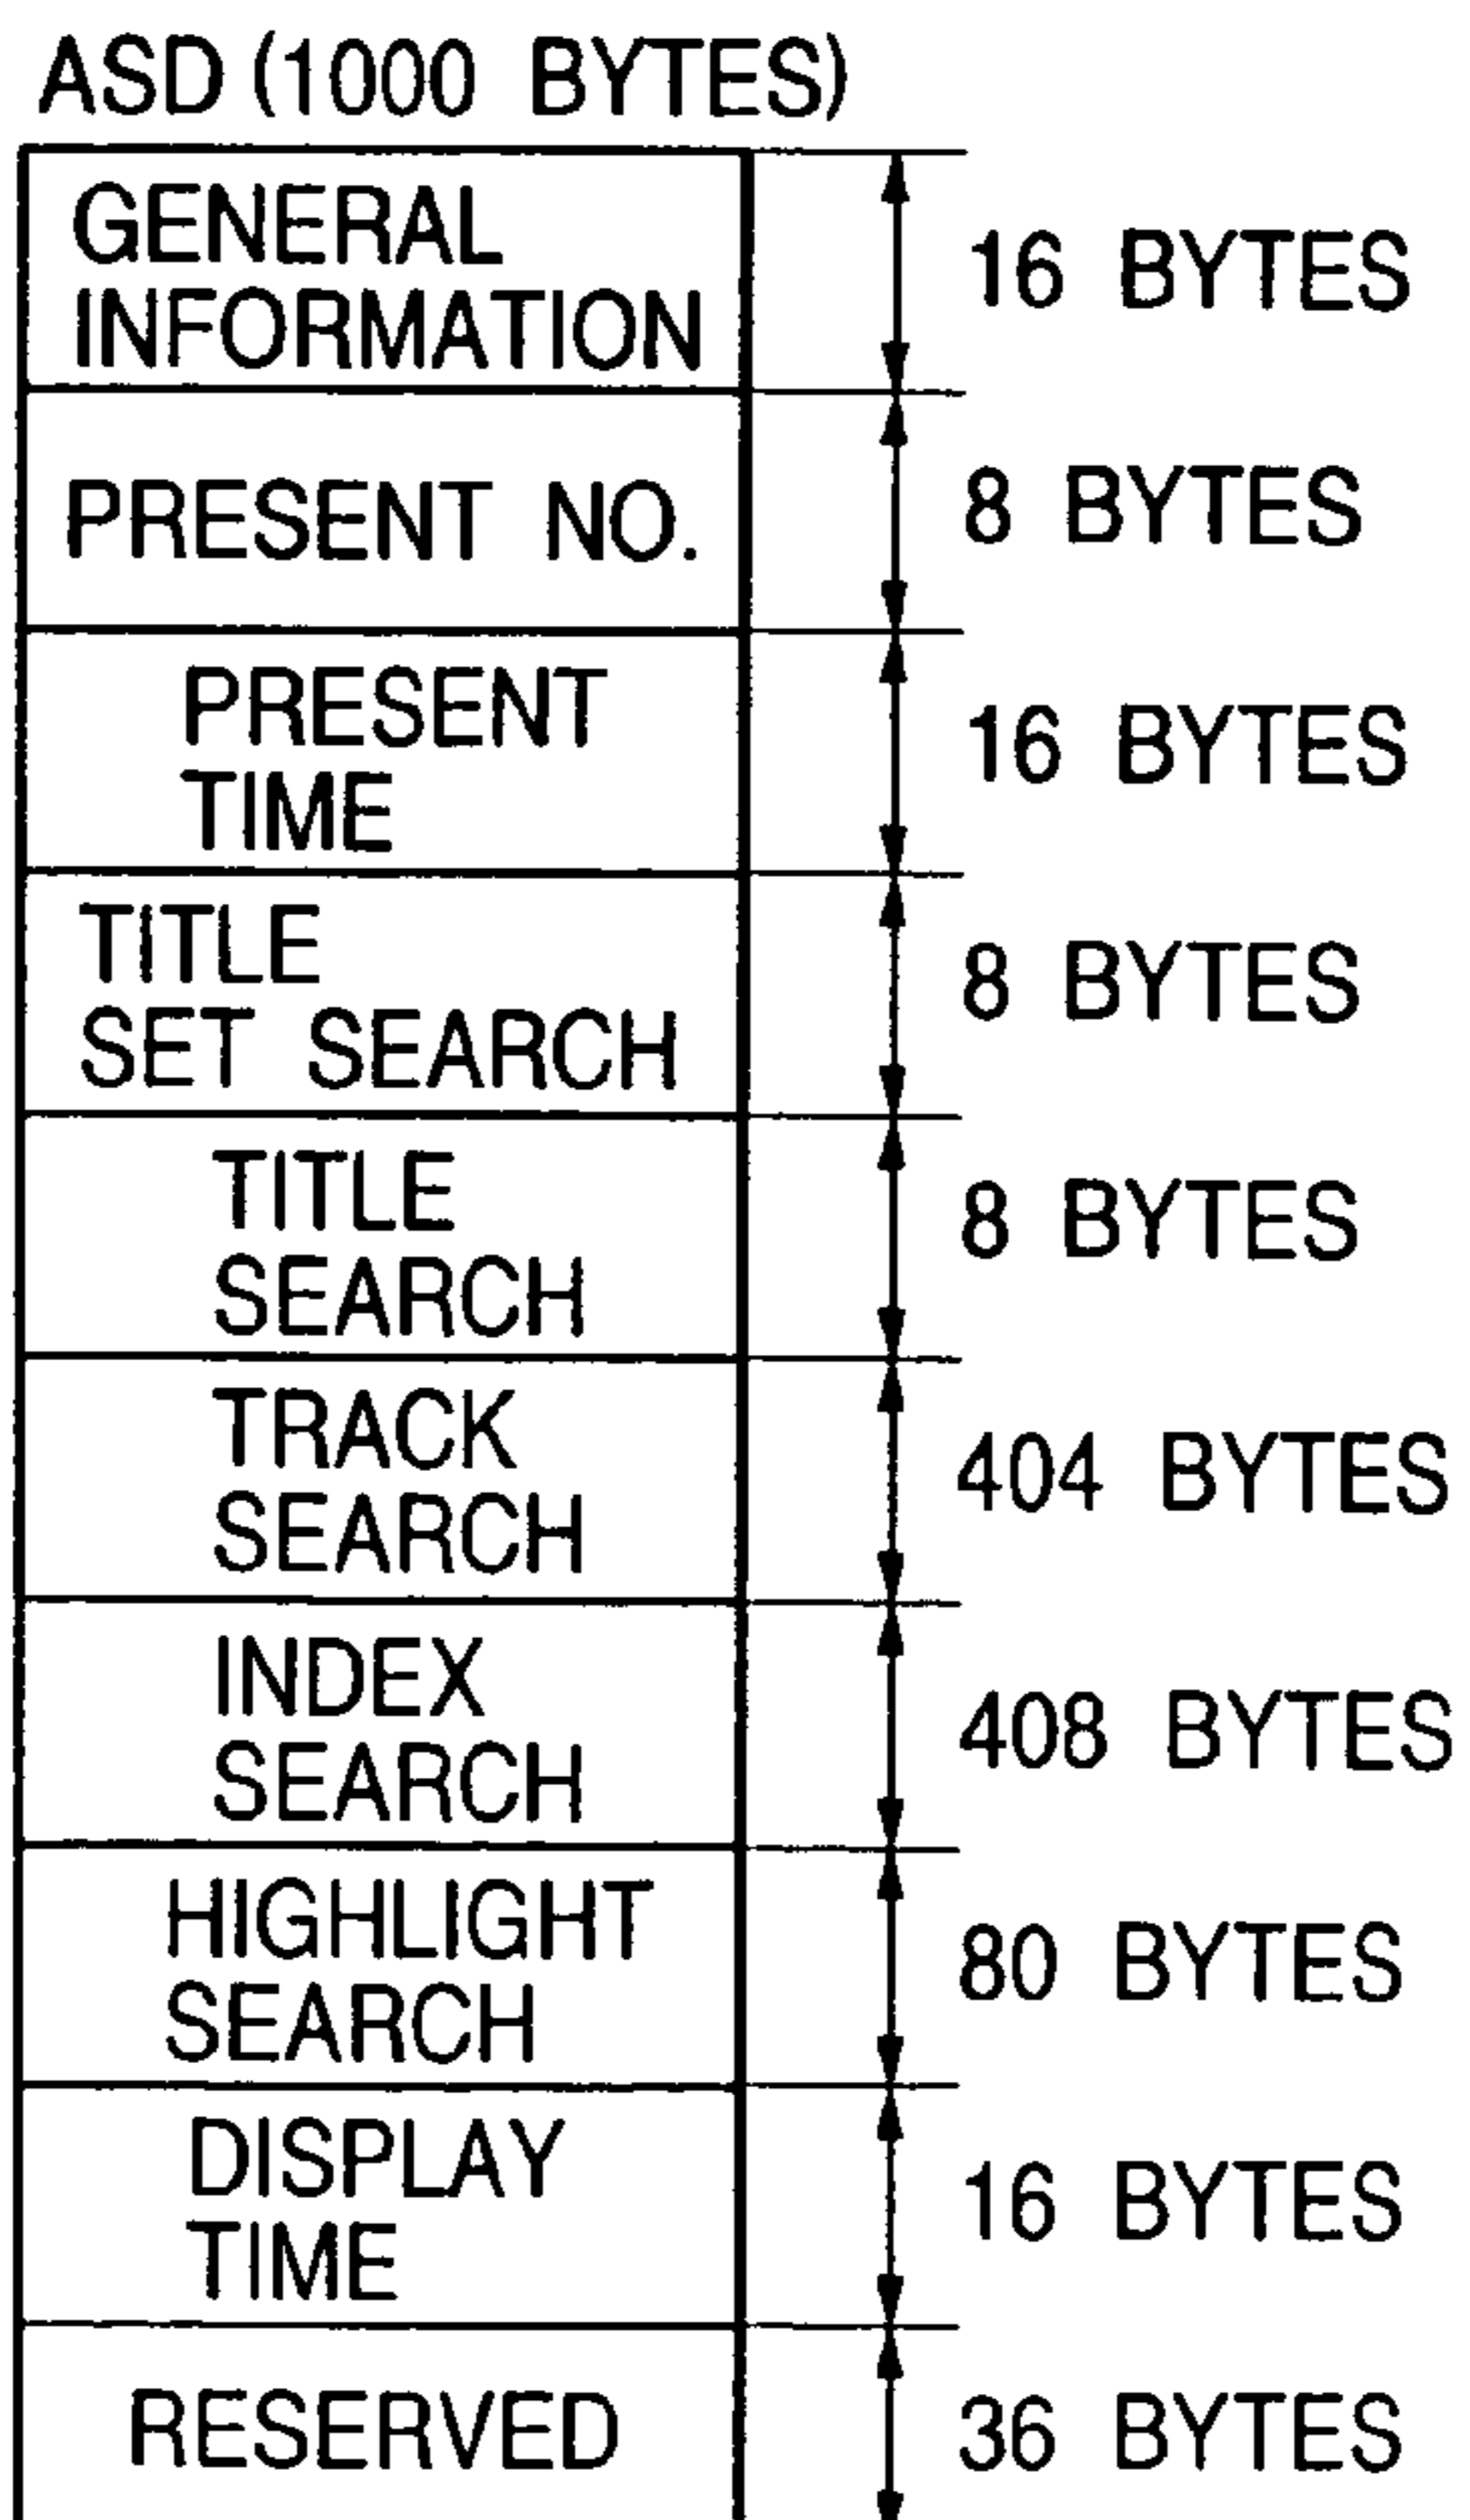 ASD (1000 BYTES)
GENERAL
INFORMATION
16 BYTES
PRESENT NO.
8 BYTES
PRESENT
TIME
16 BYTES
TITLE
SET SEARCH
8 BYTES
TITLE
SEARCH
8 BYTES
TRACK
SEARCH
404 BYTES
INDEX
SEARCH
408 BYTES
HIGHLIGHT
SEARCH
80 BYTES
DISPLAY
TIME
16 BYTES
RESERVED
36 BYTES